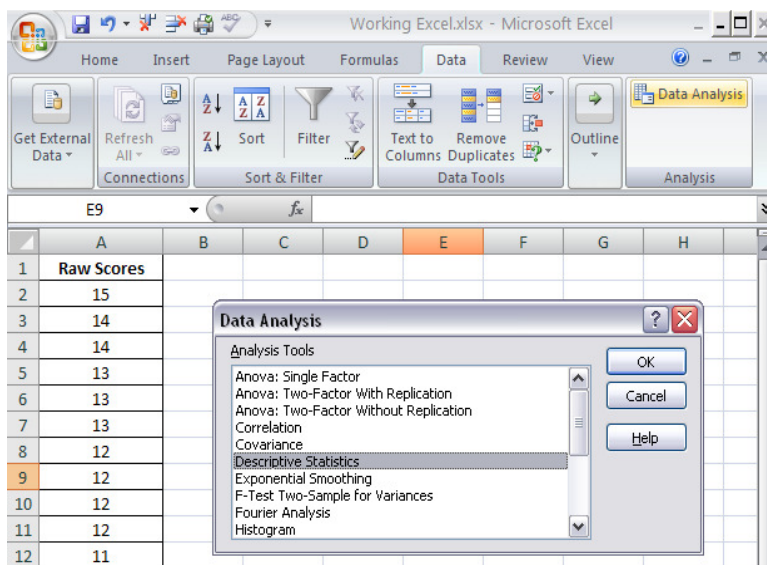 Working Excel.xlsx - Microsoft Excel
Home Insert Page Layout Formulas Data Review View
Get External Data
Refresh All
Connections
Sort
Filter
Sort & Filter
Text to Columns
Remove Duplicates
Data Tools
Outline
Data Analysis
Analysis
E9 fx
A B C D E F G H
1 Raw Scores
2 15
3 14
4 14
5 13
6 13
7 13
8 12
9 12
10 12
11 12
12 11
Data Analysis
Analysis Tools
Anova: Single Factor
Anova: Two-Factor With Replication
Anova: Two-Factor Without Replication
Correlation
Covariance
Descriptive Statistics
Exponential Smoothing
F-Test Two-Sample for Variances
Fourier Analysis
Histogram
OK
Cancel
Help